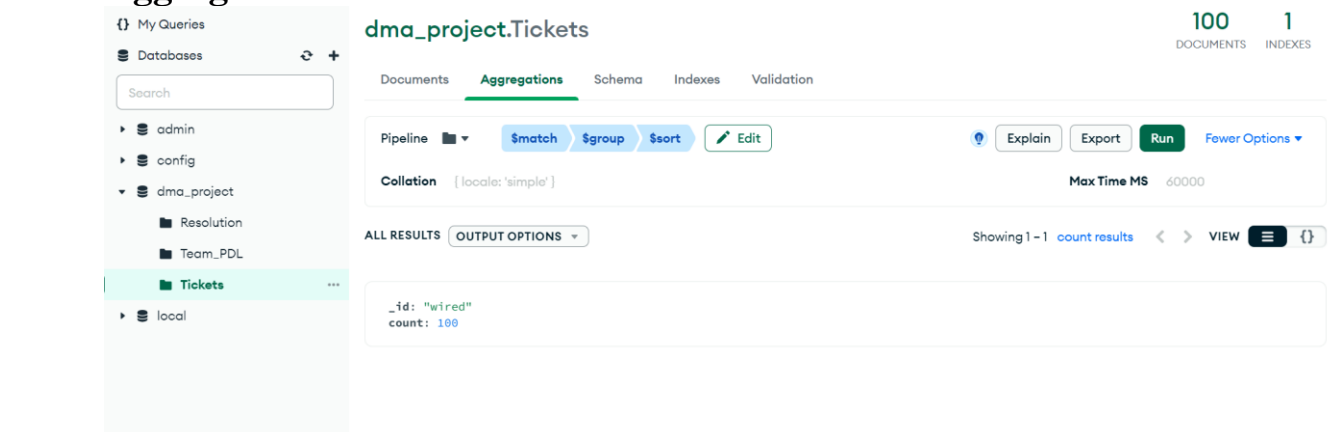 My Queries
Databases
Search
admin
config
dma_project
Resolution
Team_PDL
Tickets
local
dma_project.Tickets
100 DOCUMENTS
1 INDEXES
Documents Aggregations Schema Indexes Validation
Pipeline $match $group $sort Edit Explain Export Run Fewer Options
Collation { locale: 'simple' } Max Time MS 60000
ALL RESULTS OUTPUT OPTIONS Showing 1 – 1 count results VIEW {}
_id: "wired"
count: 100